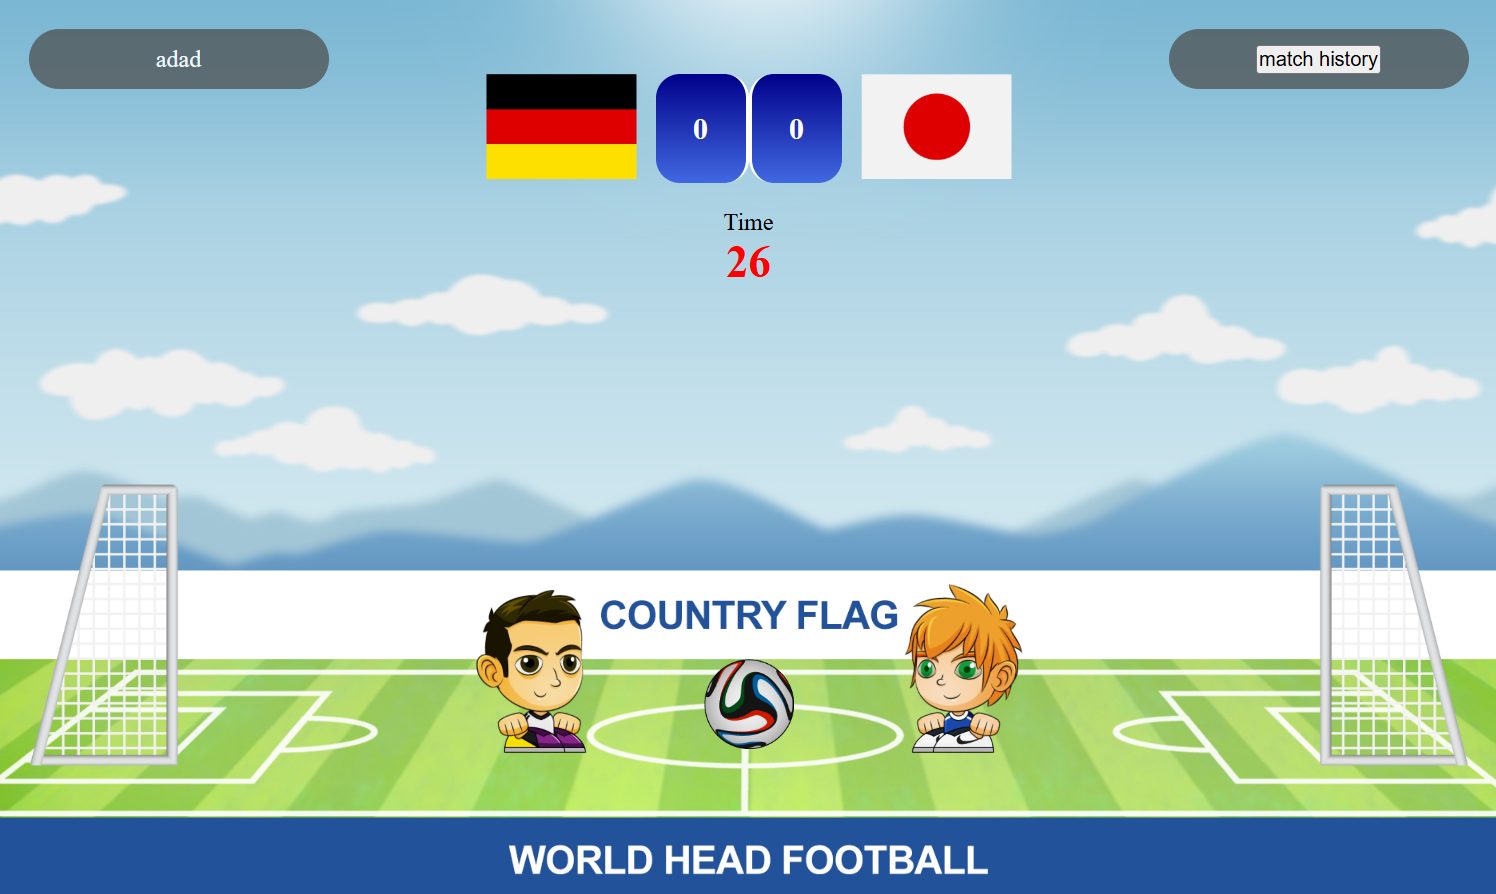 adad
match history
0 0
Time
26
COUNTRY FLAG
WORLD HEAD FOOTBALL